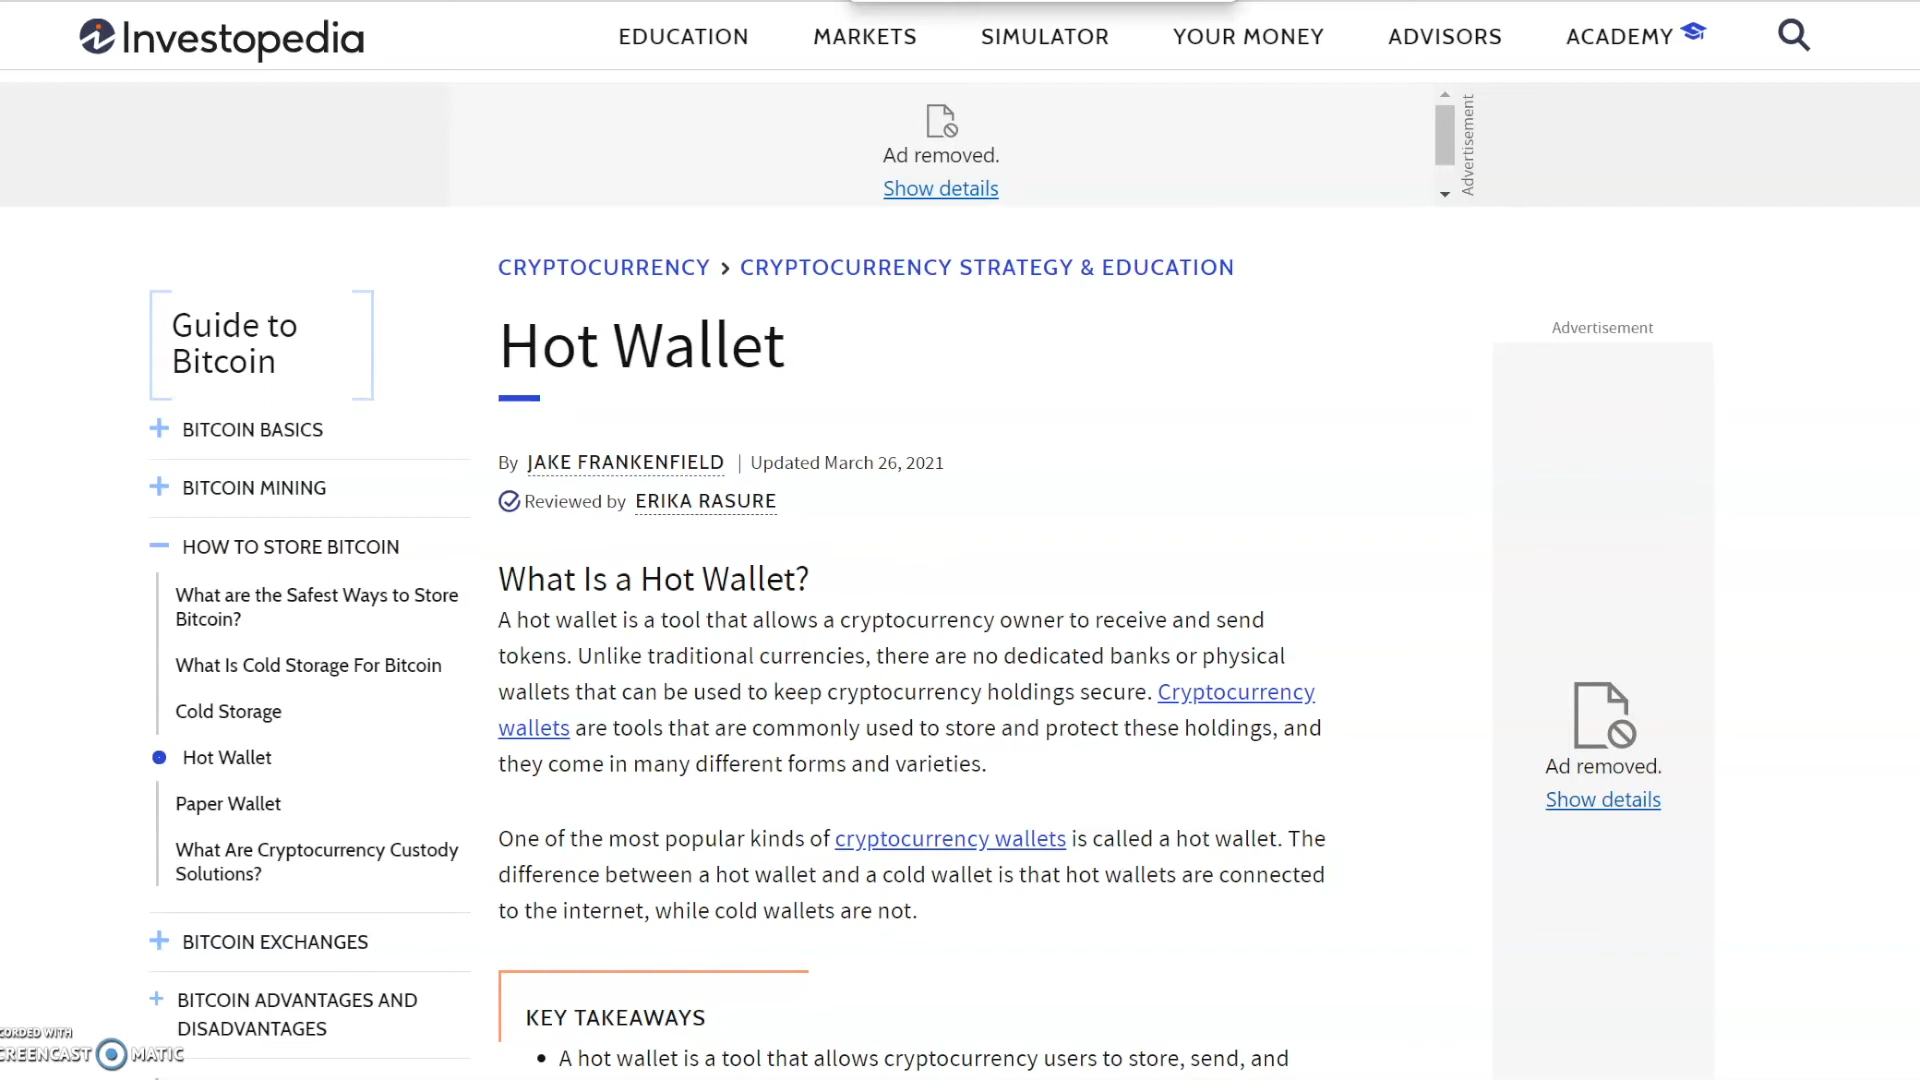 Investopedia
EDUCATION
MARKETS
SIMULATOR
YOUR MONEY
ADVISORS
ACADEMY
Ad removed.
Show details
Advertisement
CRYPTOCURRENCY › CRYPTOCURRENCY STRATEGY & EDUCATION
Guide to
Bitcoin
BITCOIN BASICS
BITCOIN MINING
HOW TO STORE BITCOIN
What are the Safest Ways to Store
Bitcoin?
What Is Cold Storage For Bitcoin
Cold Storage
Hot Wallet
Paper Wallet
What Are Cryptocurrency Custody
Solutions?
BITCOIN EXCHANGES
BITCOIN ADVANTAGES AND
DISADVANTAGES
Hot Wallet
By JAKE FRANKENFIELD | Updated March 26, 2021
Reviewed by ERIKA RASURE
What Is a Hot Wallet?
A hot wallet is a tool that allows a cryptocurrency owner to receive and send
tokens. Unlike traditional currencies, there are no dedicated banks or physical
wallets that can be used to keep cryptocurrency holdings secure. Cryptocurrency
wallets are tools that are commonly used to store and protect these holdings, and
they come in many different forms and varieties.
One of the most popular kinds of cryptocurrency wallets is called a hot wallet. The
difference between a hot wallet and a cold wallet is that hot wallets are connected
to the internet, while cold wallets are not.
KEY TAKEAWAYS
• A hot wallet is a tool that allows cryptocurrency users to store, send, and
Advertisement
Ad removed.
Show details
CORDED WITH
CREENCAST MATIC